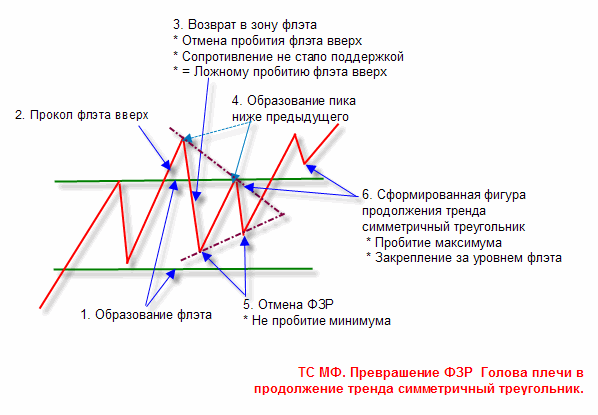 3. Возврат в зону флэта
* Отмена пробития флэта вверх
* Сопротивление не стало поддержкой
* = Ложному пробитию флэта вверх
2. Прокол флэта вверх
4. Образование пика
ниже предыдущего
6. Сформированная фигура
продолжения тренда
симметричный треугольник
* Пробитие максимума
* Закрепление за уровнем флэта
1. Образование флэта
5. Отмена ФЗР
* Не пробитие минимума
ТС МФ. Преврашение ФЗР Голова плечи в
продолжение тренда симметричный треугольник.